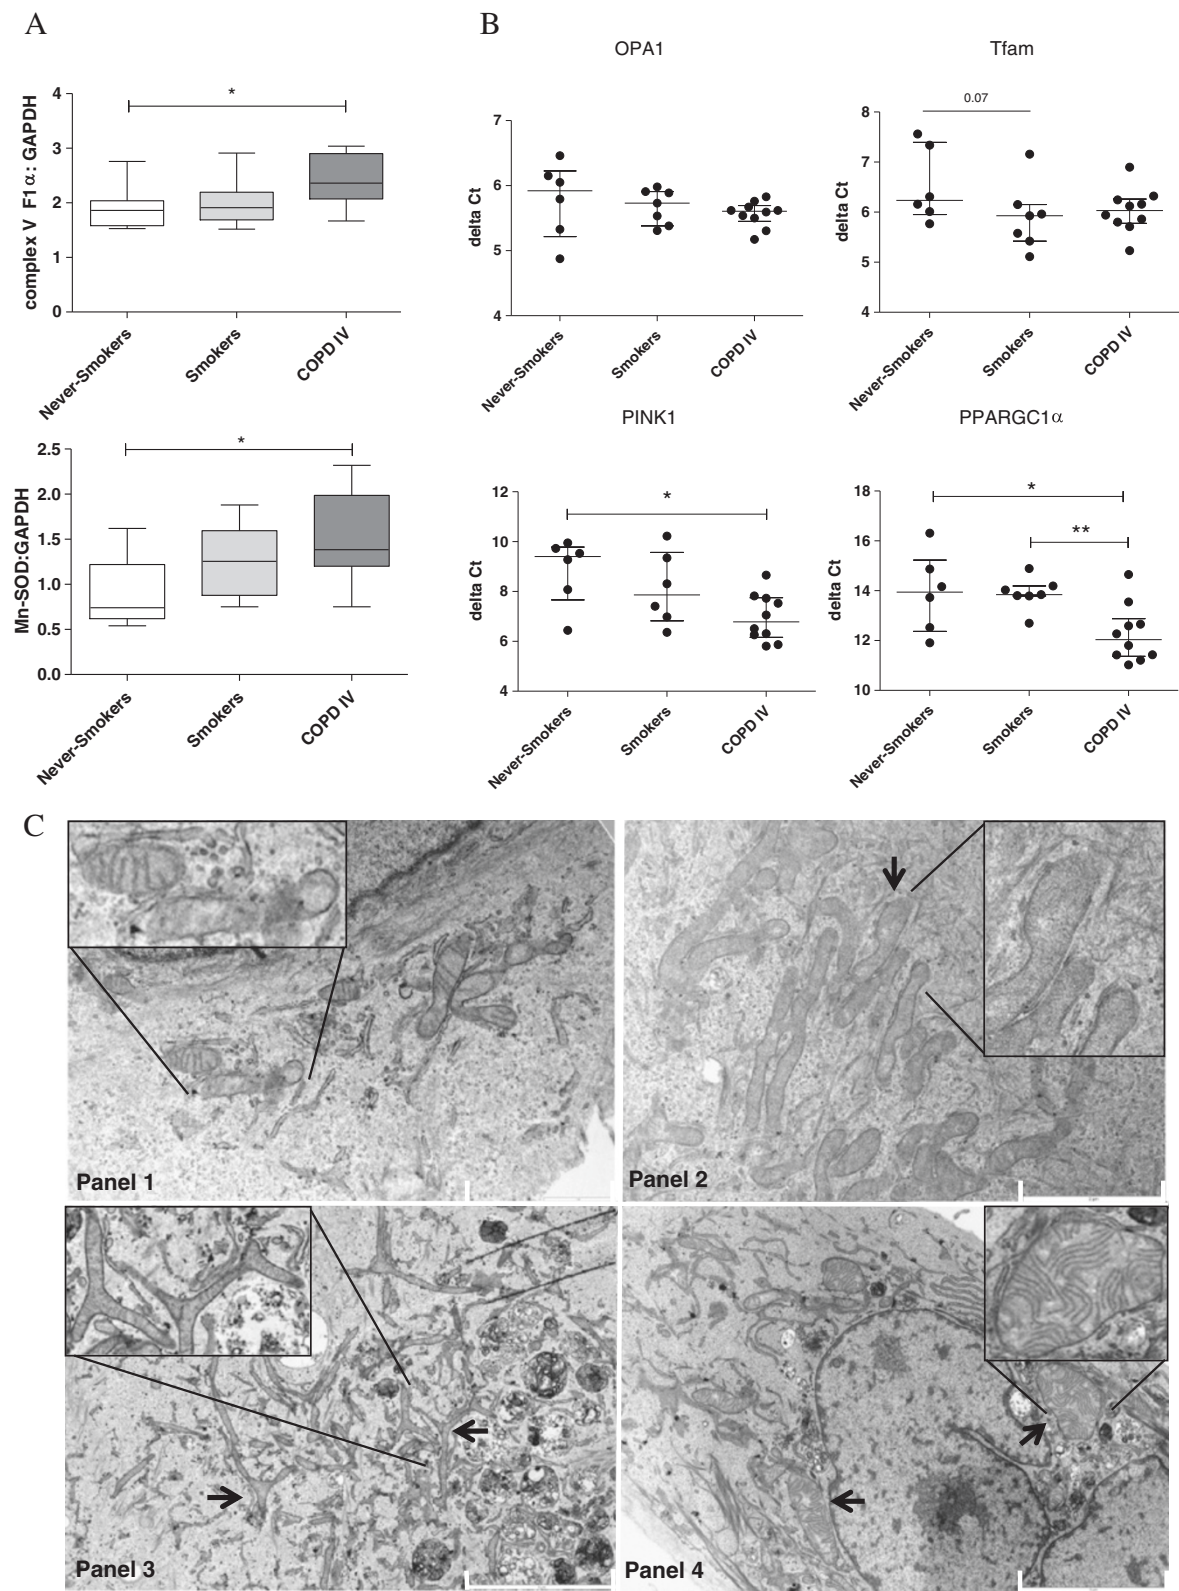 A
complex V F1α: GAPDH
4
3
2
1
0
*
Never-Smokers
Smokers
COPD IV
Mn-SOD:GAPDH
2.5
2.0
1.5
1.0
0.5
0.0
*
Never-Smokers
Smokers
COPD IV
B
OPA1
delta Ct
7
6
5
4
Never-Smokers
Smokers
COPD IV
Tfam
delta Ct
8
7
6
5
4
0.07
Never-Smokers
Smokers
COPD IV
PINK1
delta Ct
12
10
8
6
4
*
Never-Smokers
Smokers
COPD IV
PPARGC1α
delta Ct
18
16
14
12
10
*
**
Never-Smokers
Smokers
COPD IV
C
Panel 1
Panel 2
Panel 3
Panel 4